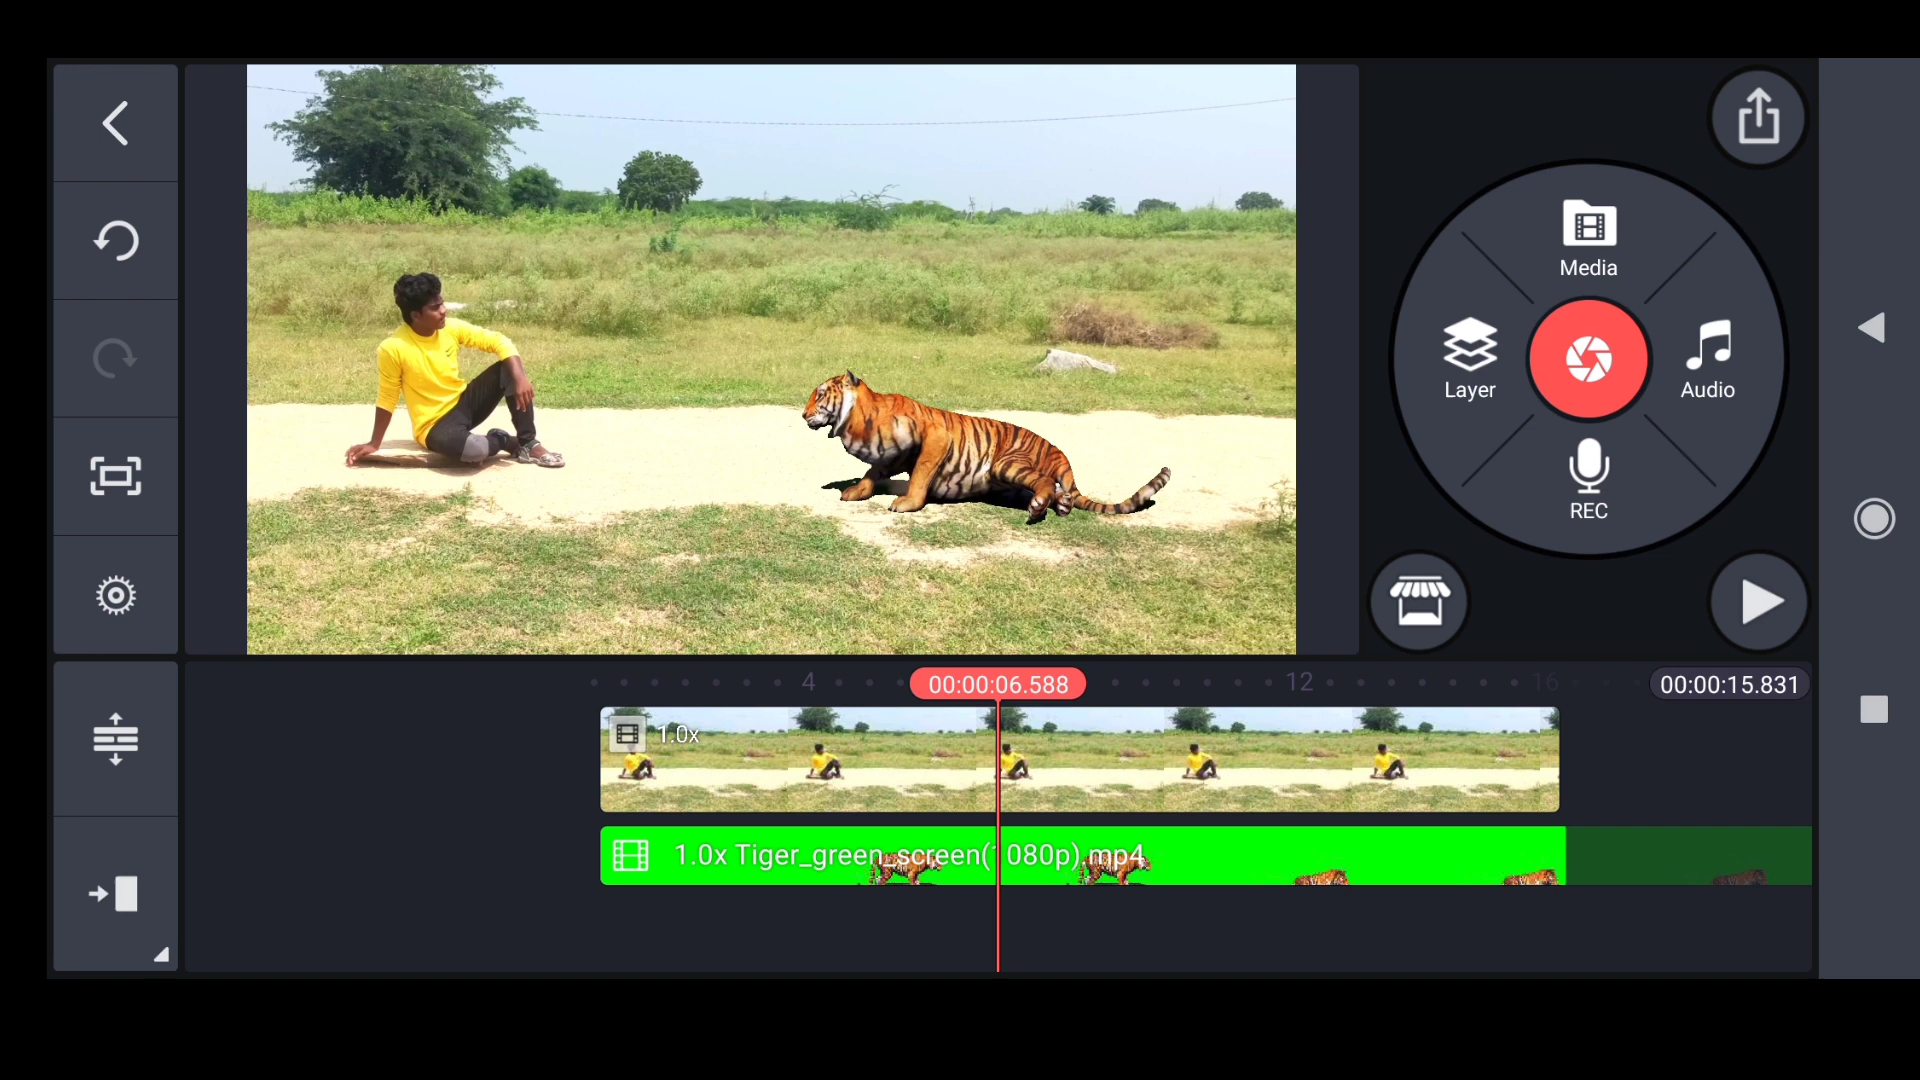 Media
Layer
Audio
REC
4
00:00:06.588
12
16
00:00:15.831
1.0x
1.0x Tiger_green_screen(1080p).mp4